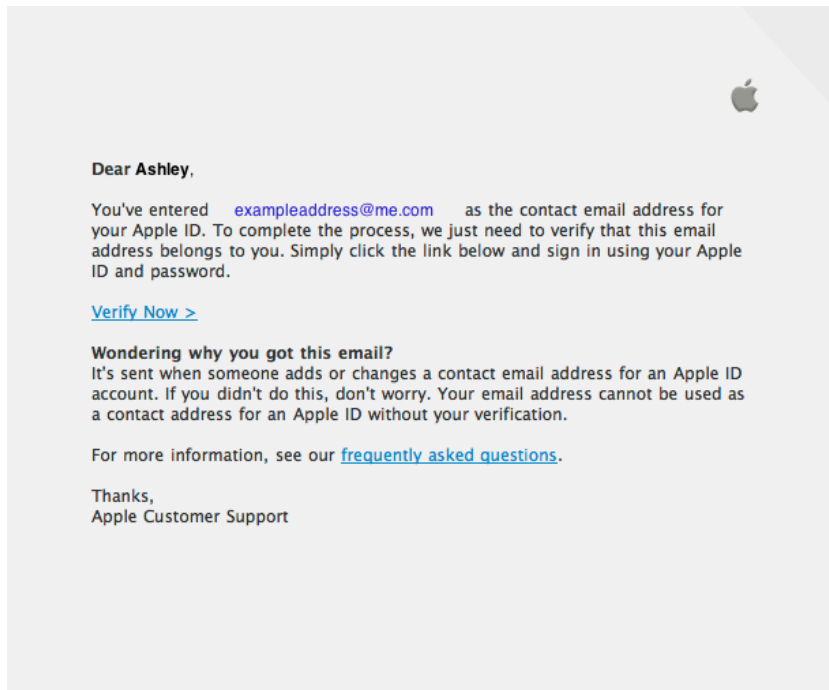 Dear Ashley,
You've entered exampleaddress@me.com as the contact email address for
your Apple ID. To complete the process, we just need to verify that this email
address belongs to you. Simply click the link below and sign in using your Apple
ID and password.
Verify Now >
Wondering why you got this email?
It's sent when someone adds or changes a contact email address for an Apple ID
account. If you didn't do this, don't worry. Your email address cannot be used as
a contact address for an Apple ID without your verification.
For more information, see our frequently asked questions.
Thanks,
Apple Customer Support